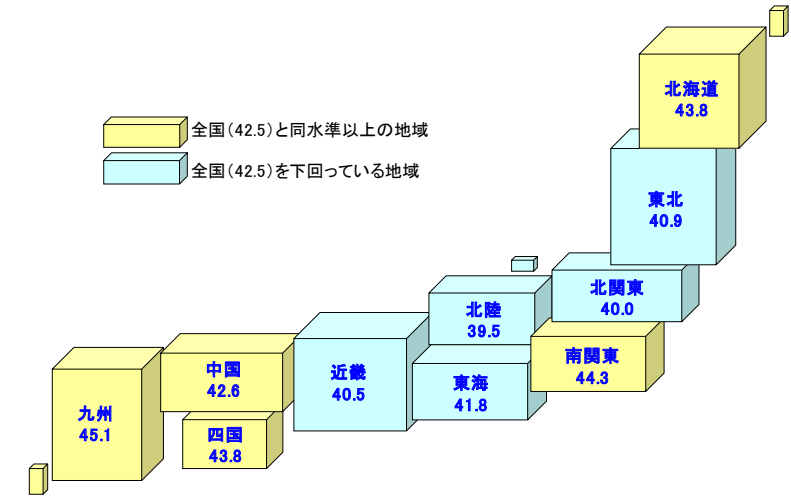 北海道
43.8
全国(42.5)と同水準以上の地域
全国(42.5)を下回っている地域
東北
40.9
北関東
40.0
北陸
39.5
南関東
44.3
中国
42.6
近畿
40.5
東海
41.8
九州
45.1
四国
43.8